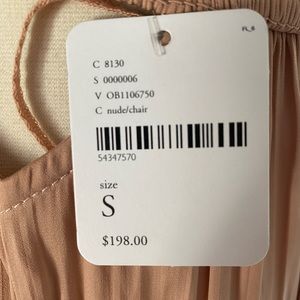 C 8130
S 0000006
V OB1106750
C nude/chair
54347570
size
S
$198.00